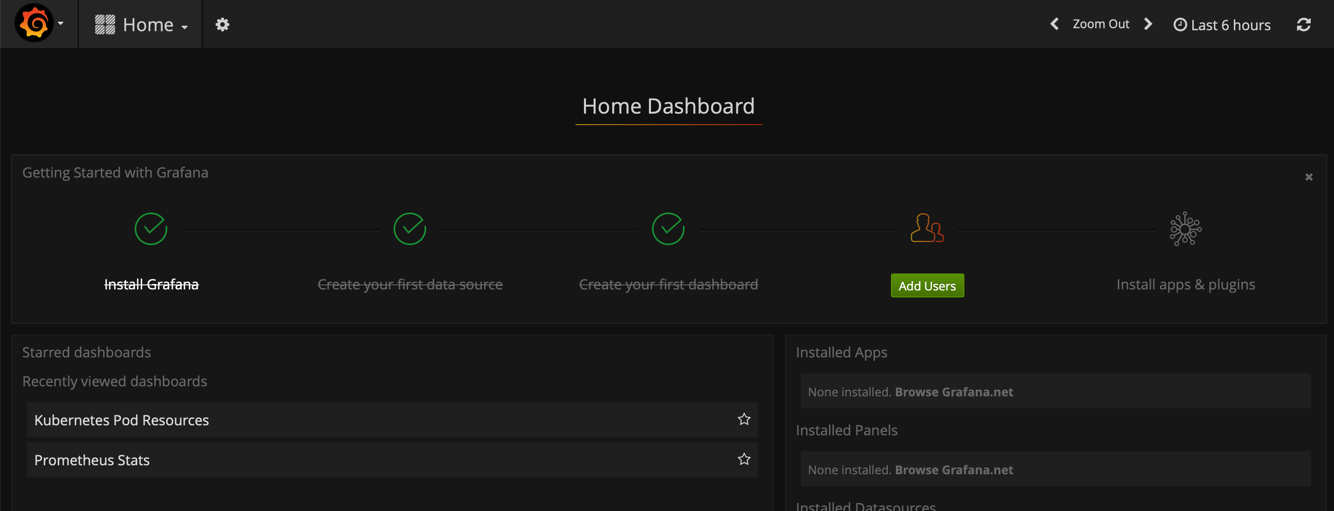 Home
Zoom Out
Last 6 hours
Home Dashboard
Getting Started with Grafana
Install Grafana
Create your first data source
Create your first dashboard
Add Users
Install apps & plugins
Starred dashboards
Recently viewed dashboards
Kubernetes Pod Resources
Prometheus Stats
Installed Apps
None installed. Browse Grafana.net
Installed Panels
None installed. Browse Grafana.net
Installed Datasources